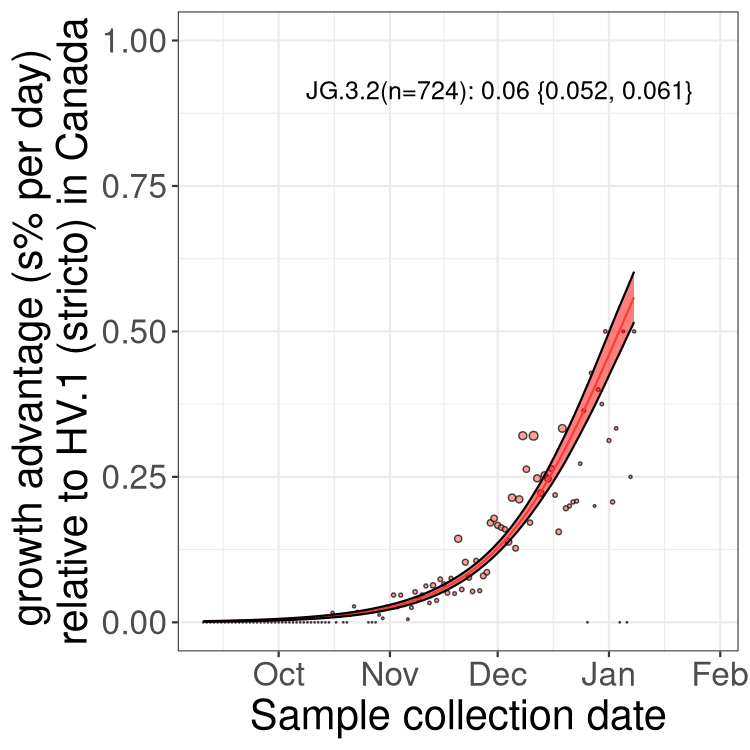 JG.3.2(n=724): 0.06 {0.052, 0.061}
growth advantage (s% per day)
relative to HV.1 (stricto) in Canada
1.00
0.75
0.50
0.25
0.00
Oct Nov Dec Jan Feb
Sample collection date